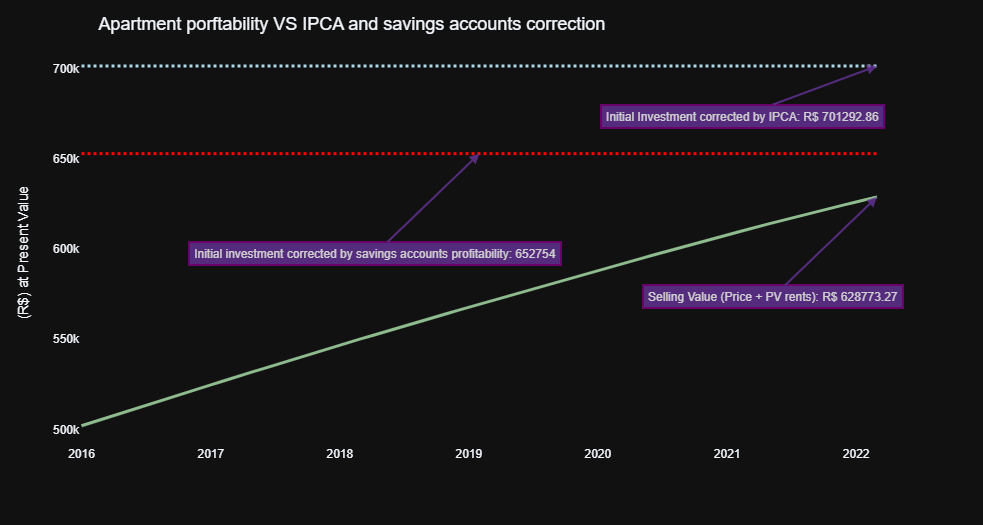 Apartment porftability VS IPCA and savings accounts correction
700k
Initial Investment corrected by IPCA: R$ 701292.86
650k
(R$) at Present Value
600k
Initial investment corrected by savings accounts profitability: 652754
Selling Value (Price + PV rents): R$ 628773.27
550k
500k
2016 2017 2018 2019 2020 2021 2022